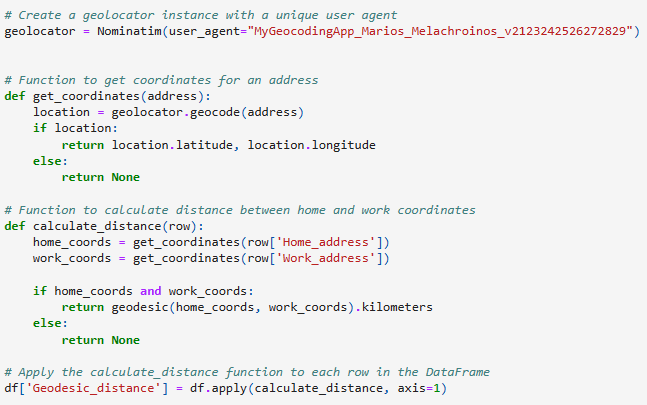 # Create a geolocator instance with a unique user agent
geolocator = Nominatim(user_agent="MyGeocodingApp_Marios_Melachroinos_v2123242526272829")
# Function to get coordinates for an address
def get_coordinates(address):
    location = geolocator.geocode(address)
    if location:
        return location.latitude, location.longitude
    else:
        return None
# Function to calculate distance between home and work coordinates
def calculate_distance(row):
    home_coords = get_coordinates(row['Home_address'])
    work_coords = get_coordinates(row['Work_address'])
    if home_coords and work_coords:
        return geodesic(home_coords, work_coords).kilometers
    else:
        return None
# Apply the calculate_distance function to each row in the DataFrame
df['Geodesic_distance'] = df.apply(calculate_distance, axis=1)